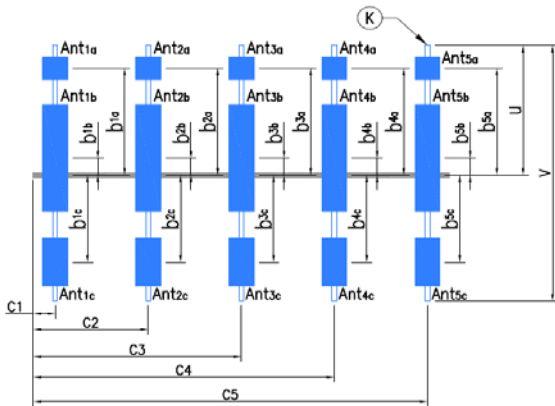 K
Ant1a Ant2a Ant3a Ant4a Ant5a
Ant1b Ant2b Ant3b Ant4b Ant5b
b1b b1a b2b b2a b3b b3a b4b b4a b5b b5a u
v
b1c b2c b3c b4c b5c
Ant1c Ant2c Ant3c Ant4c Ant5c
C1
C2
C3
C4
C5